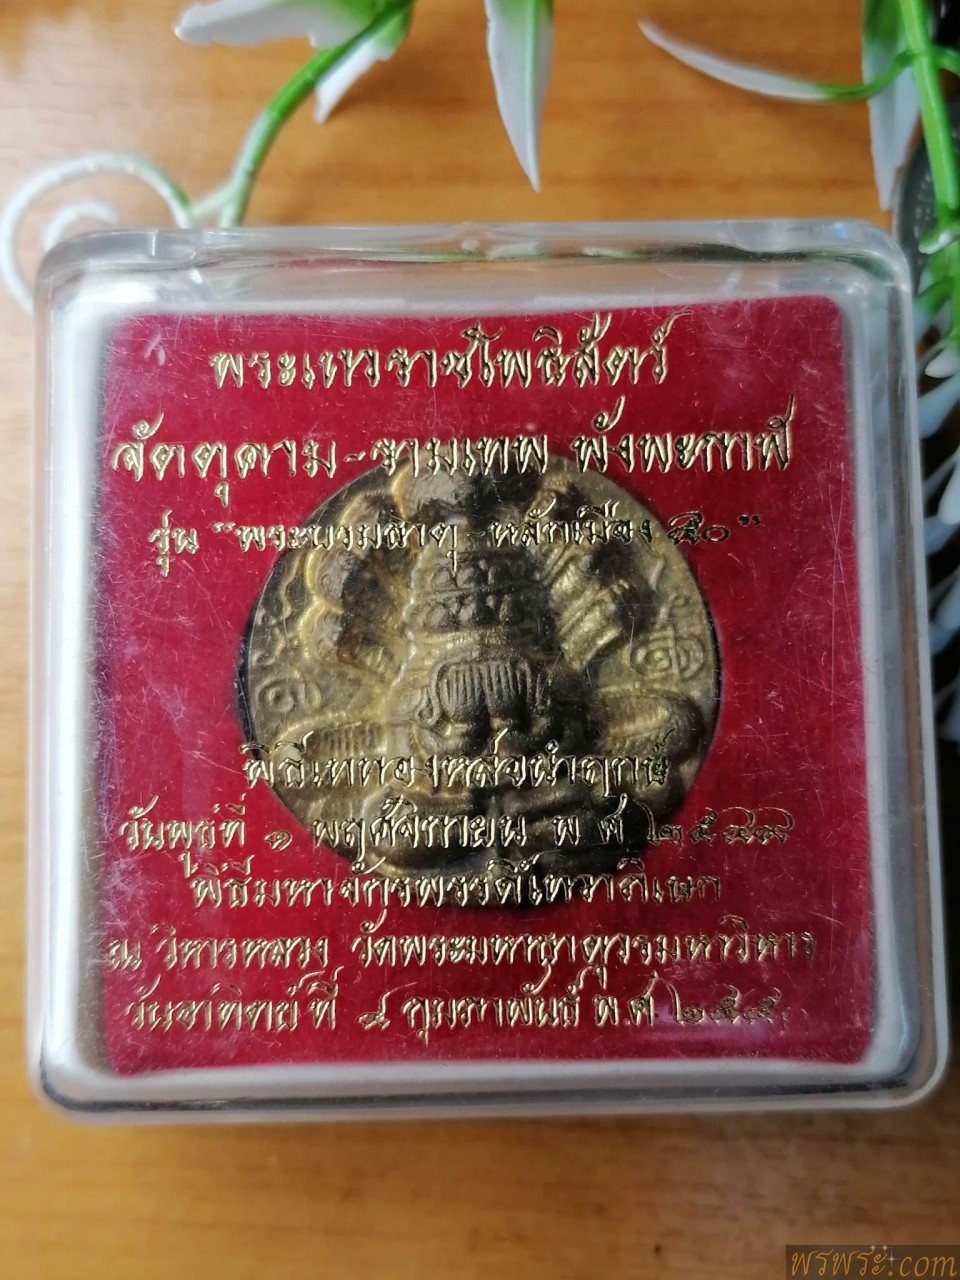 พระเทวราชโพธิสัตว์
จัตตุคาม-รามเทพ พังพะกาฬ
รุ่น "พระบรมธาตุ-หลักเมือง ๕๐"
พิธีเททองหล่อนำฤกษ์
วันพุธที่ ๑ พฤศจิกายน พ.ศ. ๒๕๔๙
พิธีมหาจักรพรรดิ์เทวาภิเษก
ณ วิหารหลวง วัดพระมหาธาตุวรมหาวิหาร
วันอาทิตย์ ที่ ๔ กุมภาพันธ์ พ.ศ.
พรพระ.com